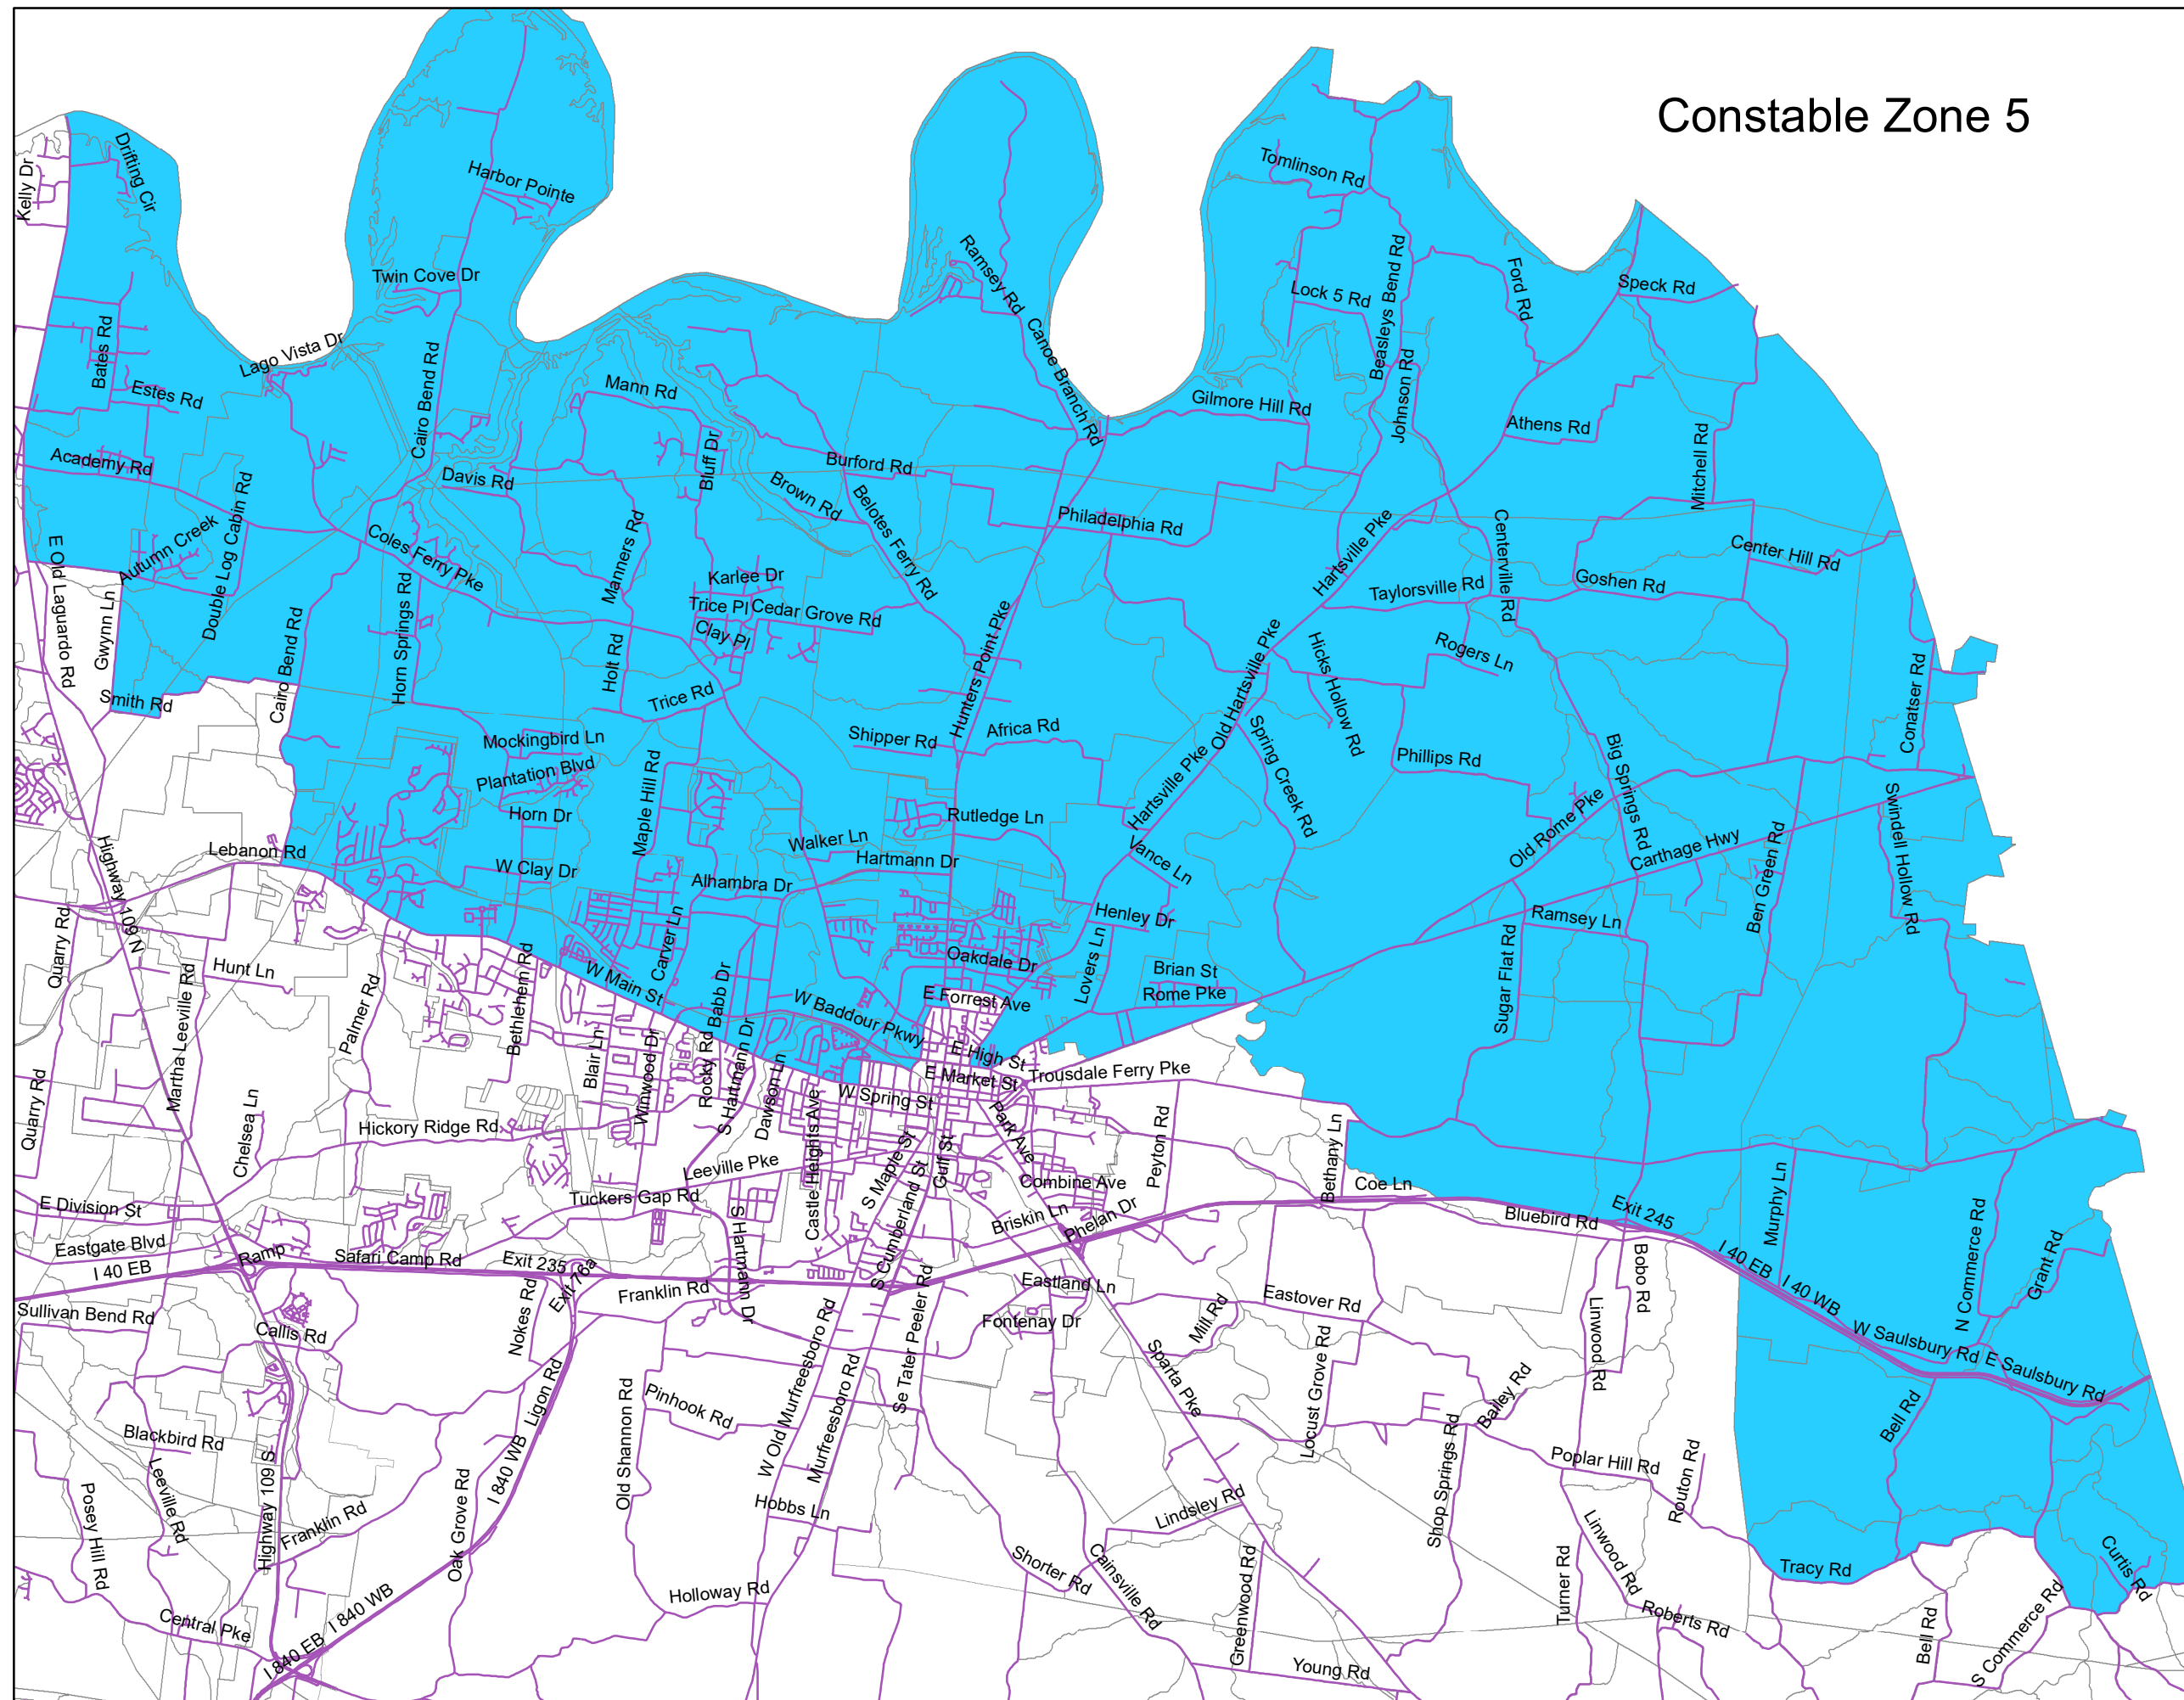 Constable Zone 5
Kelly Dr
Drifting Cir
Harbor Pointe
Tomlinson Rd
Twin Cove Dr
Ramsey Rd
Lock 5 Rd
Beasleys Bend Rd
Ford Rd
Speck Rd
Bates Rd
Lago Vista Dr
Estes Rd
Cairo Bend Rd
Mann Rd
Canoe Branch Rd
Gilmore Hill Rd
Johnson Rd
Athens Rd
Academy Rd
Davis Rd
Bluff Dr
Burford Rd
Mitchell Rd
Double Log Cabin Rd
Brown Rd
Belotes Ferry Rd
Philadelphia Rd
Hartsville Pke
Centerville Rd
Center Hill Rd
E Old Laguardo Rd
Autumn Creek
Coles Ferry Pke
Manners Rd
Karlee Dr
Taylorsville Rd
Goshen Rd
Gwynn Ln
Horn Springs Rd
Trice Pl
Cedar Grove Rd
Clay Pl
Hunters Point Pke
Old Hartsville Pke
Hicks Hollow Rd
Rogers Ln
Smith Rd
Cairo Bend Rd
Holt Rd
Trice Rd
Conatser Rd
Mockingbird Ln
Shipper Rd
Africa Rd
Spring Creek Rd
Phillips Rd
Big Springs Rd
Plantation Blvd
Maple Hill Rd
Hartsville Pke
Old Rome Pke
Horn Dr
Rutledge Ln
Swindell Hollow Rd
Highway 109 N
Lebanon Rd
Walker Ln
Vance Ln
Carthage Hwy
Ben Green Rd
W Clay Dr
Hartmann Dr
Alhambra Dr
Henley Dr
Ramsey Ln
Quarry Rd
Hunt Ln
Carver Ln
Oakdale Dr
Lovers Ln
Brian St
Rome Pke
Sugar Flat Rd
Martha Leeville Rd
Palmer Rd
Bethlehem Rd
W Main St
Babb Dr
W Baddour Pkwy
E Forrest Ave
Quarry Rd
Chelsea Ln
Blair Ln
Winwood Dr
Rocky Rd
S Hartmann Dr
Dawson Ln
E High St
E Market St
Trousdale Ferry Pke
W Spring St
Hickory Ridge Rd
Castle Heights Ave
Park Ave
Peyton Rd
Bethany Ln
Leeville Pke
S Maple St
Gulf St
Combine Ave
Coe Ln
Murphy Ln
E Division St
Tuckers Gap Rd
S Cumberland St
Briskin Ln
Phelan Dr
Bluebird Rd
Exit 245
N Commerce Rd
Grant Rd
Eastgate Blvd
Ramp
Safari Camp Rd
Exit 235
Exit 76a
S Hartmann Dr
I 40 EB
Franklin Rd
Eastland Ln
Eastover Rd
Bobo Rd
I 40 EB
I 40 WB
Sullivan Bend Rd
Callis Rd
Nokes Rd
Fontenay Dr
Mill Rd
Linwood Rd
W Saulsbury Rd
E Saulsbury Rd
Ligon Rd
Old Shannon Rd
Pinhook Rd
W Old Murfreesboro Rd
Murfreesboro Rd
Se Tater Peeler Rd
Sparta Pke
Locust Grove Rd
Bailey Rd
Bell Rd
Blackbird Rd
Leeville Rd
Highway 109 S
I 840 WB
Shop Springs Rd
Poplar Hill Rd
Routon Rd
Posey Hill Rd
Franklin Rd
Oak Grove Rd
Hobbs Ln
Lindsley Rd
Holloway Rd
Shorter Rd
Cainsville Rd
Greenwood Rd
Turner Rd
Linwood Rd
Tracy Rd
Curtis Rd
Central Pke
I 840 EB
I 840 WB
Young Rd
Roberts Rd
Bell Rd
S Commerce Rd